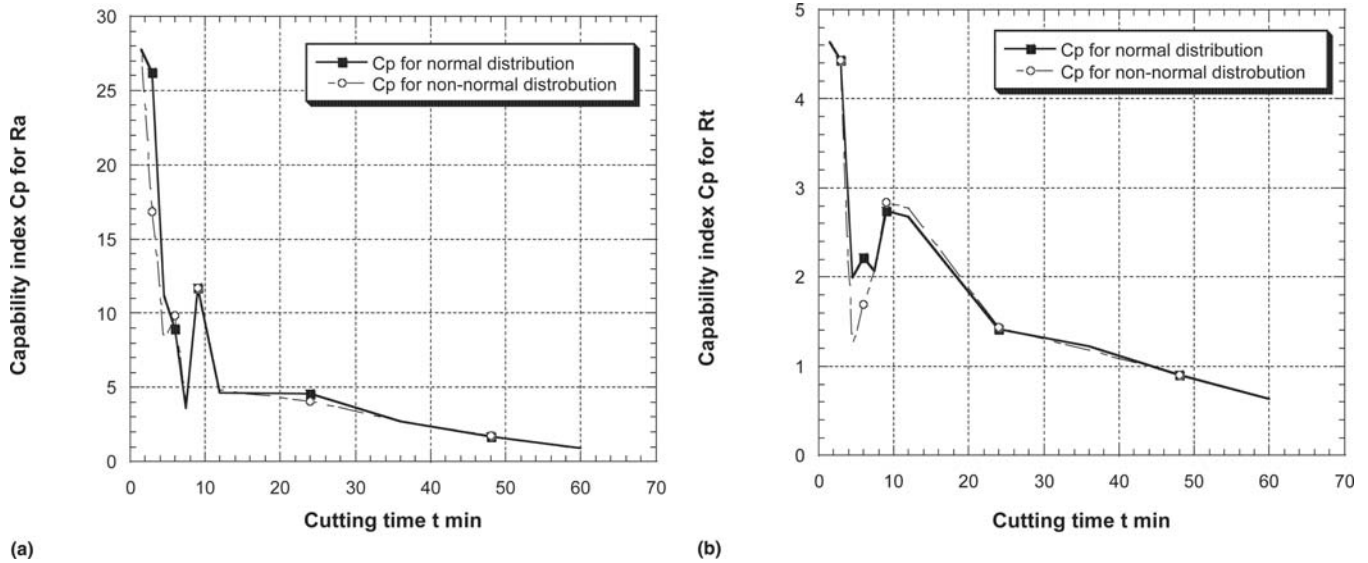 30
25
20
15
10
5
0
Capability index Cp for Ra
Cp for normal distribution
Cp for non-normal distrobution
0 10 20 30 40 50 60 70
Cutting time t min
(a)
5
4
3
2
1
0
Capability index Cp for Rt
Cp for normal distribution
Cp for non-normal distrobution
0 10 20 30 40 50 60 70
Cutting time t min
(b)